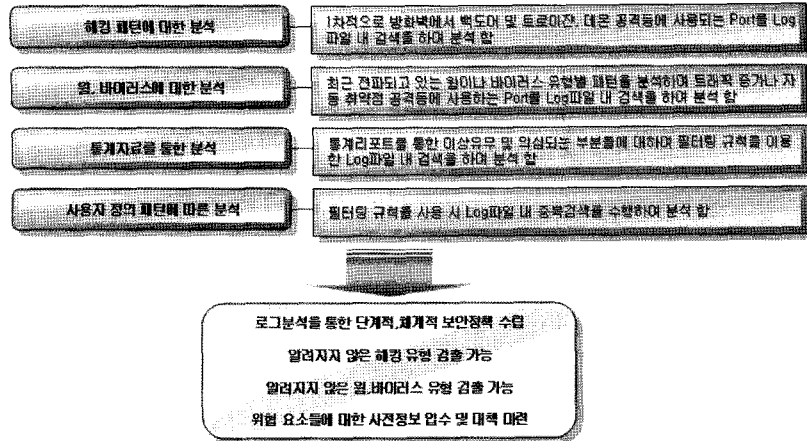 해킹 패턴에 대한 분석
1차적으로 방화벽에서 백도어 및 트로이잔, 데몬 공격등에 사용되는 Port를 Log
파일 내 검색을 하여 분석 함
웜, 바이러스에 대한 분석
최근 전파되고 있는 웜이나 바이러스 유형별 패턴을 분석하여 트래픽 증가나 자
동 취약점 공격등에 사용하는 Port를 Log파일 내 검색을 하여 분석 함
통계자료를 통한 분석
통계리포트를 통한 이상유무 및 의심되는 부분들에 대하여 필터링 규칙을 이용
한 Log파일 내 검색을 하여 분석 함
사용자 정의 패턴에 따른 분석
필터링 규칙를 사용 시 Log파일 내 중복검색를 수행하여 분석 함
로그분석을 통한 단계적,체계적 보안정책 수립
알려지지 않은 해킹 유형 검출 가능
알려지지 않은 웜,바이러스 유형 검출 가능
위협 요소들에 대한 사전정보 입수 및 대책 마련